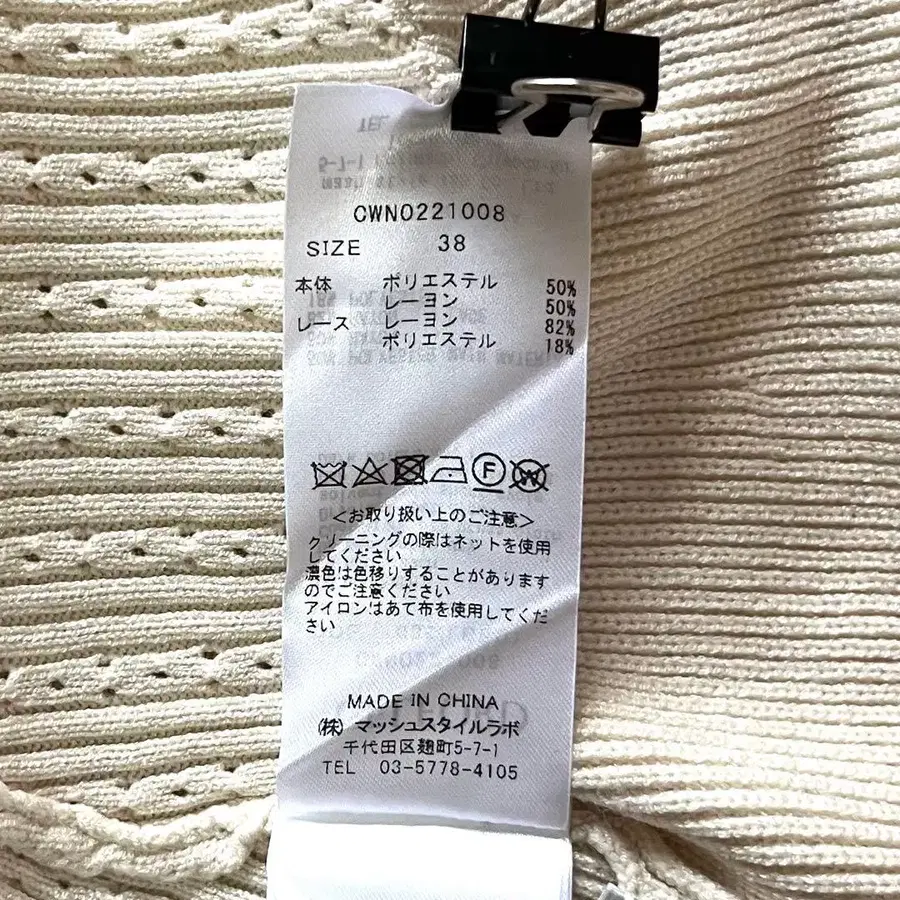 CWN0221008
SIZE 38
本体 ポリエステル 50%
レーヨン 50%
レース レーヨン 82%
ポリエステル 18%
F W
<お取り扱い上のご注意>
クリーニングの際はネットを使用
してください
濃色は色移りすることがあります
のでご注意ください
アイロンはあて布を使用してくだ
さい
MADE IN CHINA
(株) マッシュスタイルラボ
千代田区麹町5-7-1
TEL 03-5778-4105